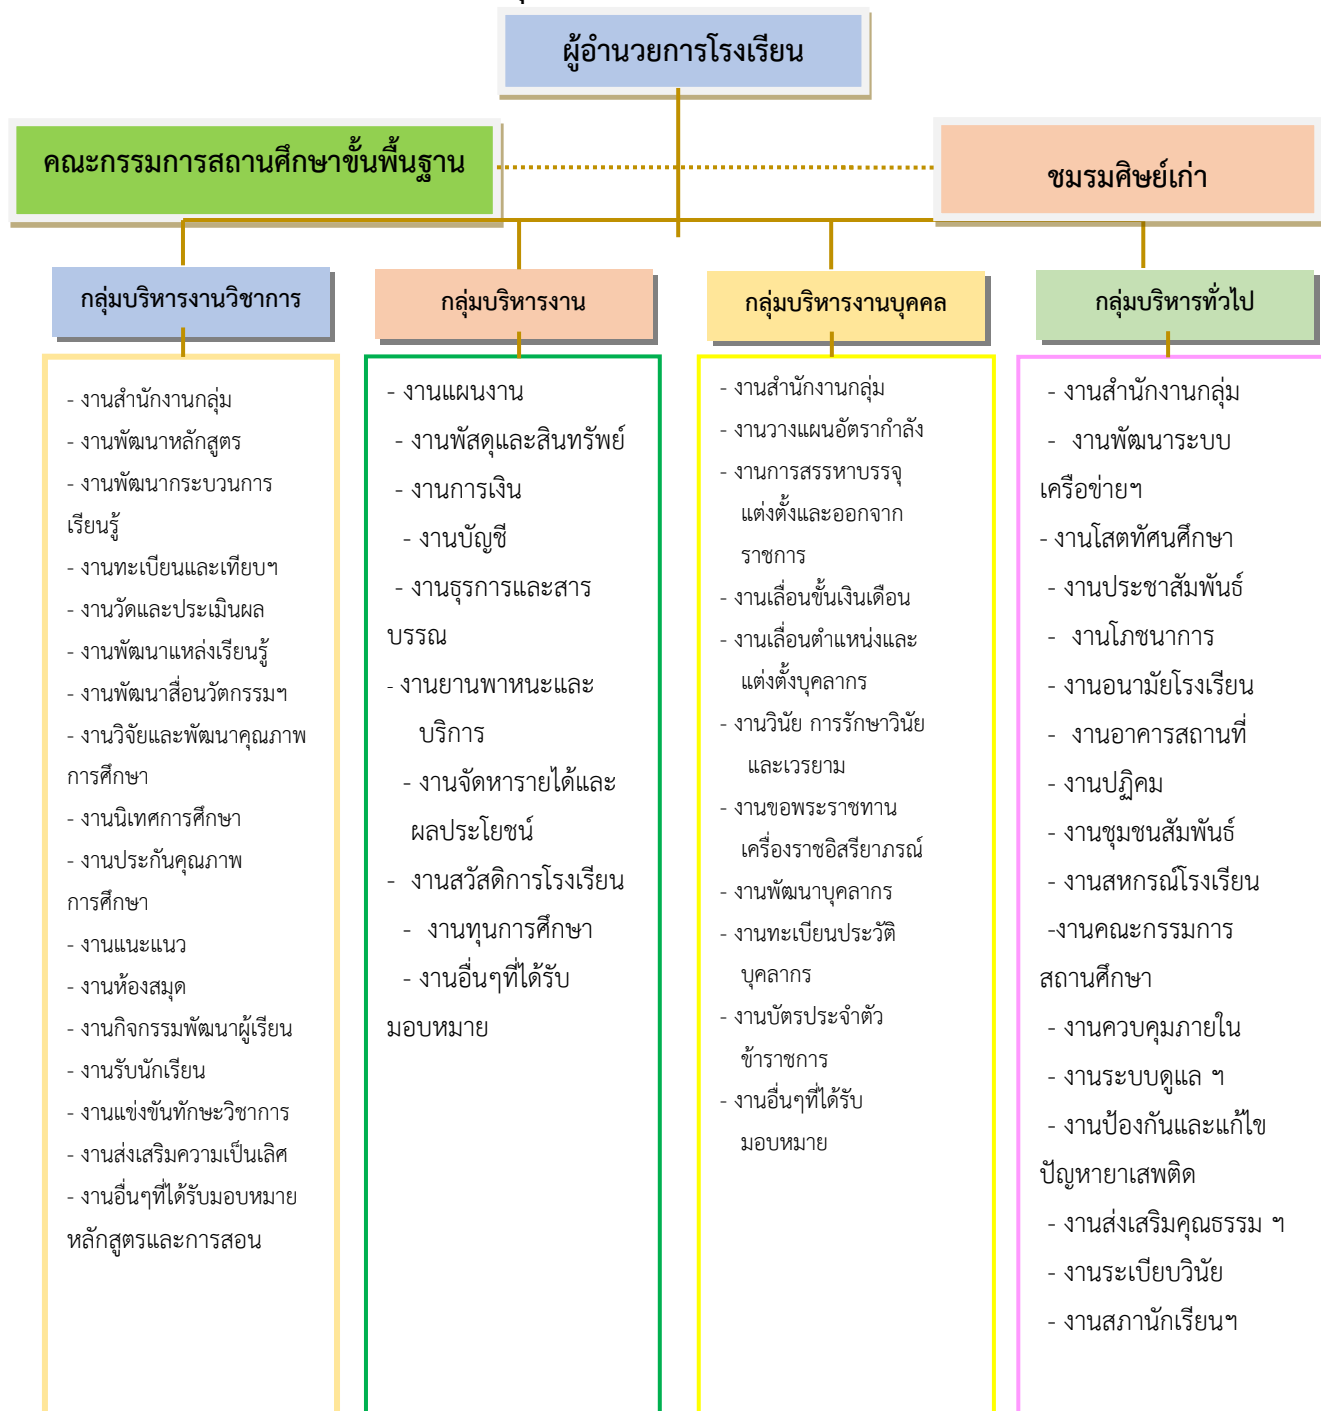 ผู้อำนวยการโรงเรียน
คณะกรรมการสถานศึกษาขั้นพื้นฐาน
ชมรมศิษย์เก่า
กลุ่มบริหารงานวิชาการ
- งานสำนักงานกลุ่ม
- งานพัฒนาหลักสูตร
- งานพัฒนากระบวนการ
เรียนรู้
- งานทะเบียนและเทียบฯ
- งานวัดและประเมินผล
- งานพัฒนาแหล่งเรียนรู้
- งานพัฒนาสื่อนวัตกรรมฯ
- งานวิจัยและพัฒนาคุณภาพ
การศึกษา
- งานนิเทศการศึกษา
- งานประกันคุณภาพ
การศึกษา
- งานแนะแนว
- งานห้องสมุด
- งานกิจกรรมพัฒนาผู้เรียน
- งานรับนักเรียน
- งานแข่งขันทักษะวิชาการ
- งานส่งเสริมความเป็นเลิศ
- งานอื่นๆที่ได้รับมอบหมาย
หลักสูตรและการสอน
กลุ่มบริหารงาน
- งานแผนงาน
- งานพัสดุและสินทรัพย์
- งานการเงิน
- งานบัญชี
- งานธุรการและสาร
บรรณ
- งานยานพาหนะและ
บริการ
- งานจัดหารายได้และ
ผลประโยชน์
- งานสวัสดิการโรงเรียน
- งานทุนการศึกษา
- งานอื่นๆที่ได้รับ
มอบหมาย
กลุ่มบริหารงานบุคคล
- งานสำนักงานกลุ่ม
- งานวางแผนอัตรากำลัง
- งานการสรรหาบรรจุ
แต่งตั้งและออกจาก
ราชการ
- งานเลื่อนขั้นเงินเดือน
- งานเลื่อนตำแหน่งและ
แต่งตั้งบุคลากร
- งานวินัย การรักษาวินัย
และเวรยาม
- งานขอพระราชทาน
เครื่องราชอิสรียาภรณ์
- งานพัฒนาบุคลากร
- งานทะเบียนประวัติ
บุคลากร
- งานบัตรประจำตัว
ข้าราชการ
- งานอื่นๆที่ได้รับ
มอบหมาย
กลุ่มบริหารทั่วไป
- งานสำนักงานกลุ่ม
- งานพัฒนาระบบ
เครือข่ายฯ
- งานโสตทัศนศึกษา
- งานประชาสัมพันธ์
- งานโภชนาการ
- งานอนามัยโรงเรียน
- งานอาคารสถานที่
- งานปฏิคม
- งานชุมชนสัมพันธ์
- งานสหกรณ์โรงเรียน
-งานคณะกรรมการ
สถานศึกษา
- งานควบคุมภายใน
- งานระบบดูแล ฯ
- งานป้องกันและแก้ไข
ปัญหายาเสพติด
- งานส่งเสริมคุณธรรม ฯ
- งานระเบียบวินัย
- งานสภานักเรียนฯ